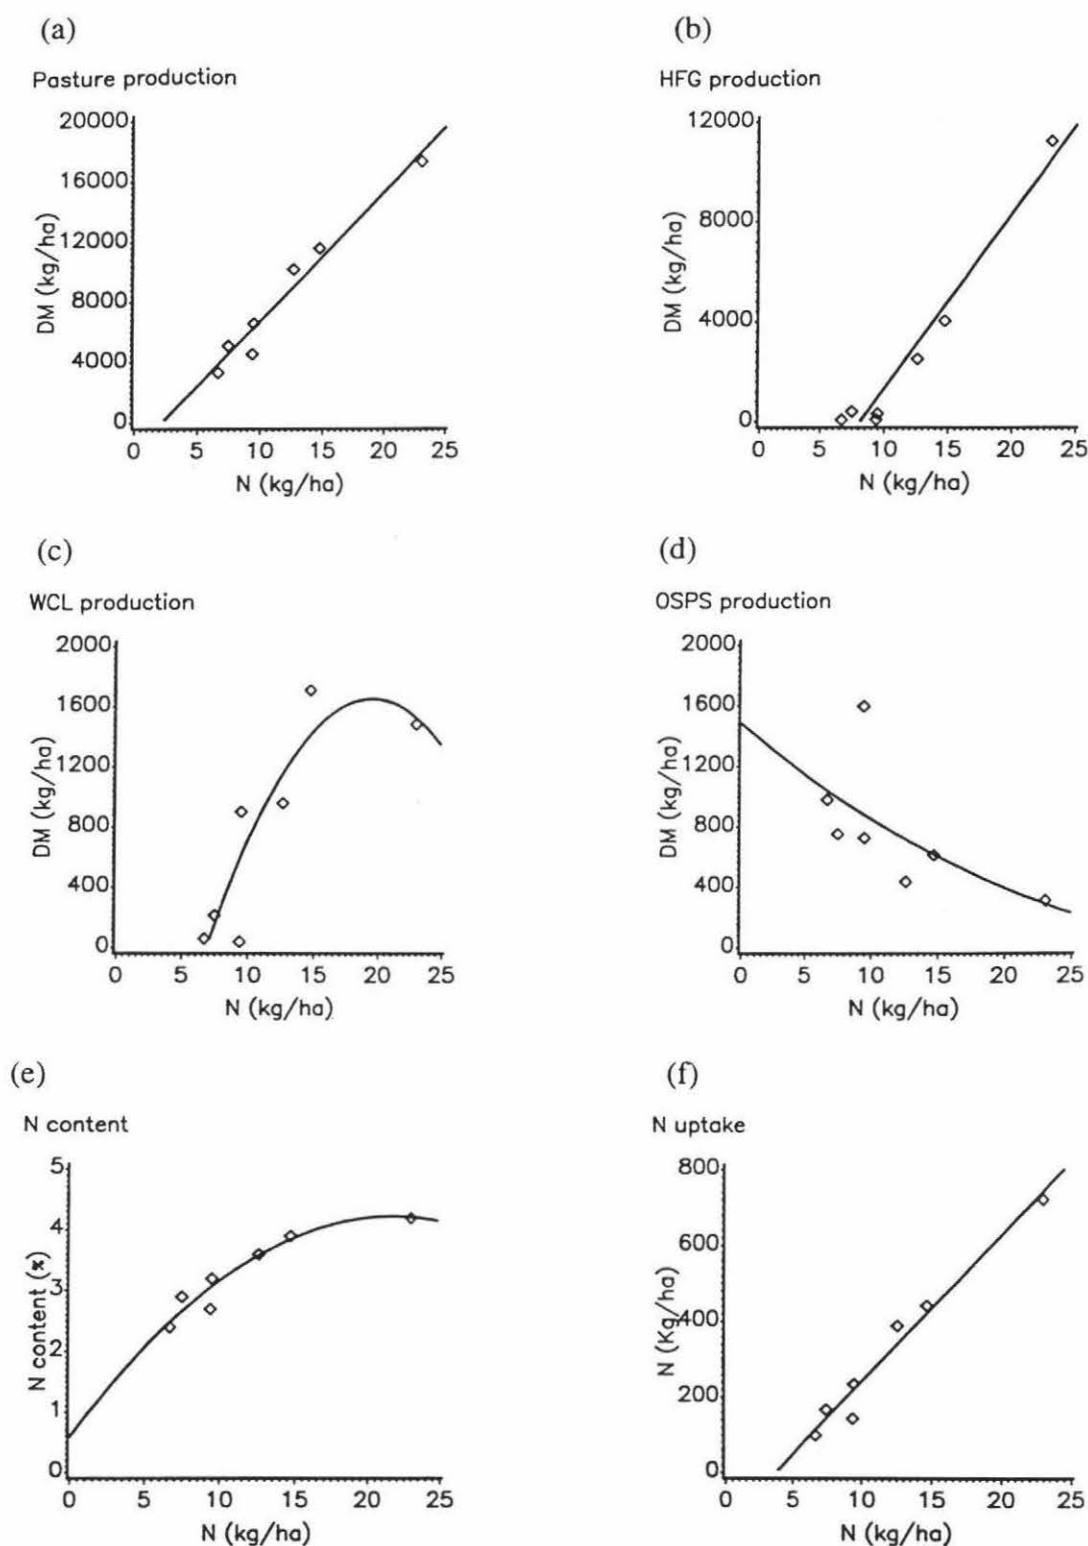 (a)
Pasture production
20000
16000
12000
8000
4000
0
DM (kg/ha)
0 5 10 15 20 25
N (kg/ha)
(b)
HFG production
12000
8000
4000
0
DM (kg/ha)
0 5 10 15 20 25
N (kg/ha)
(c)
WCL production
2000
1600
1200
800
400
0
DM (kg/ha)
0 5 10 15 20 25
N (kg/ha)
(d)
OSPS production
2000
1600
1200
800
400
0
DM (kg/ha)
0 5 10 15 20 25
N (kg/ha)
(e)
N content
5
4
3
2
1
0
N content (%)
0 5 10 15 20 25
N (kg/ha)
(f)
N uptake
800
600
400
200
0
N (Kg/ha)
0 5 10 15 20 25
N (kg/ha)